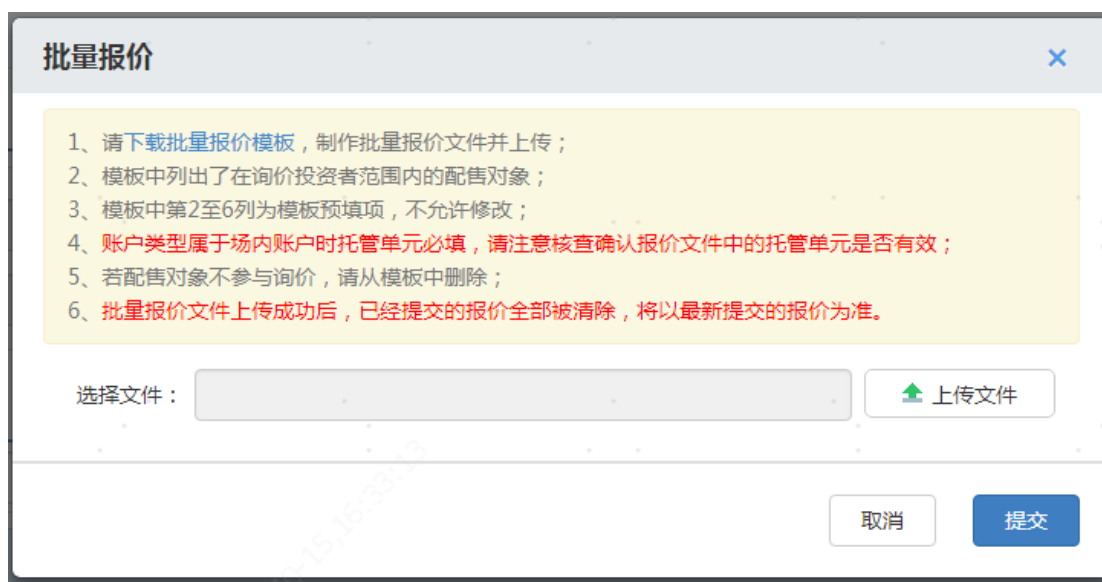 批量报价
×
1、请下载批量报价模板，制作批量报价文件并上传；
2、模板中列出了在询价投资者范围内的配售对象；
3、模板中第2至6列为模板预填项，不允许修改；
4、账户类型属于场内账户时托管单元必填，请注意核查确认报价文件中的托管单元是否有效；
5、若配售对象不参与询价，请从模板中删除；
6、批量报价文件上传成功后，已经提交的报价全部被清除，将以最新提交的报价为准。
选择文件： 上传文件
取消 提交